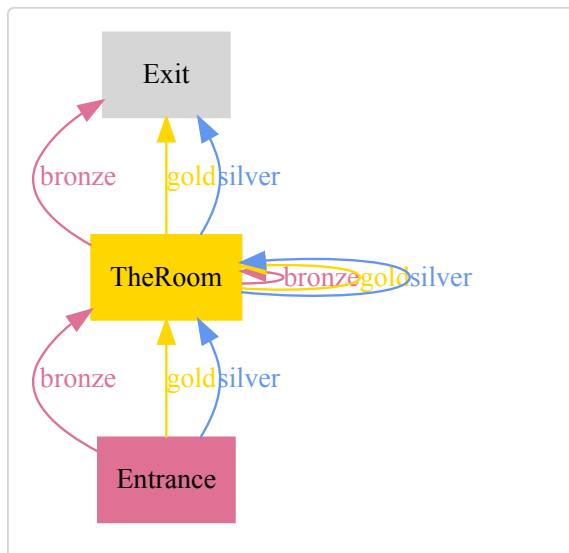 Exit
bronze
gold
silver
TheRoom
bronze
gold
silver
bronze
gold
silver
Entrance